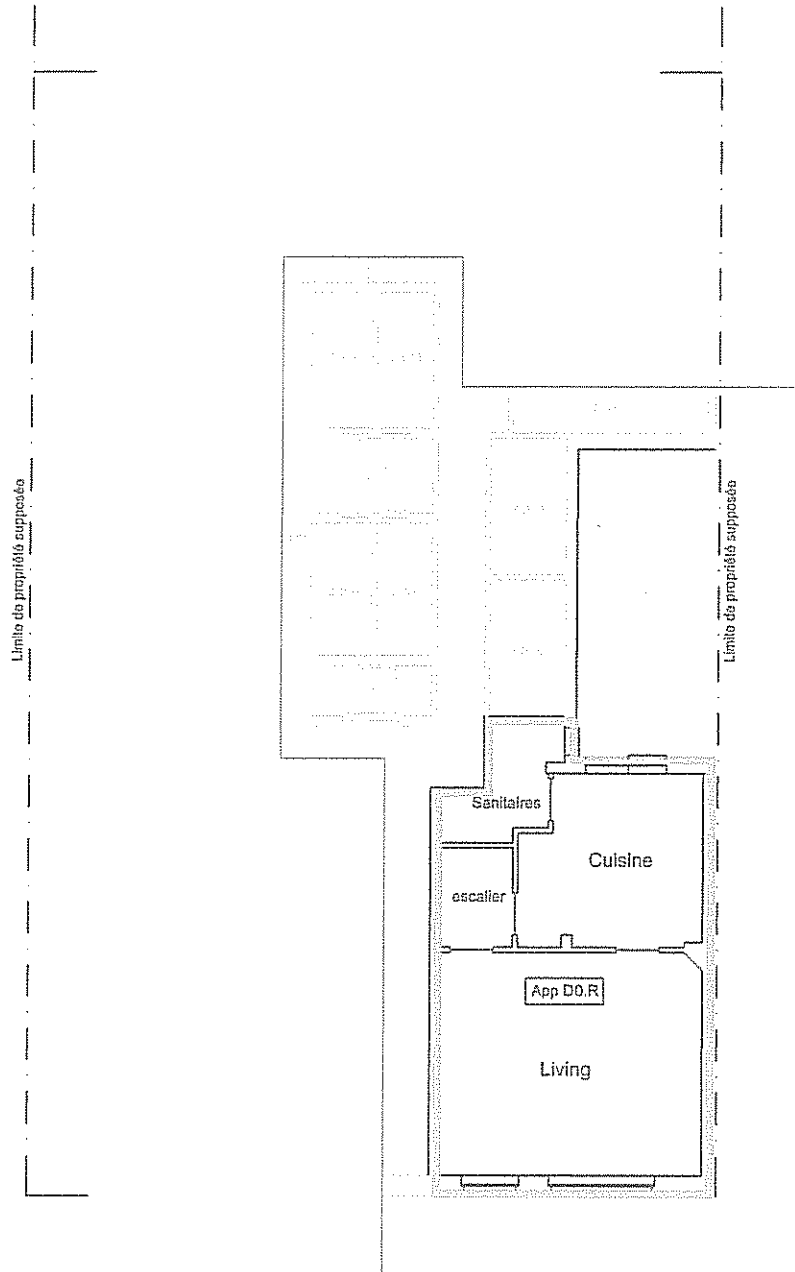 Limite de propriété supposée
Limite de propriété supposée
Sanitaires
Cuisine
escalier
App D0.R
Living